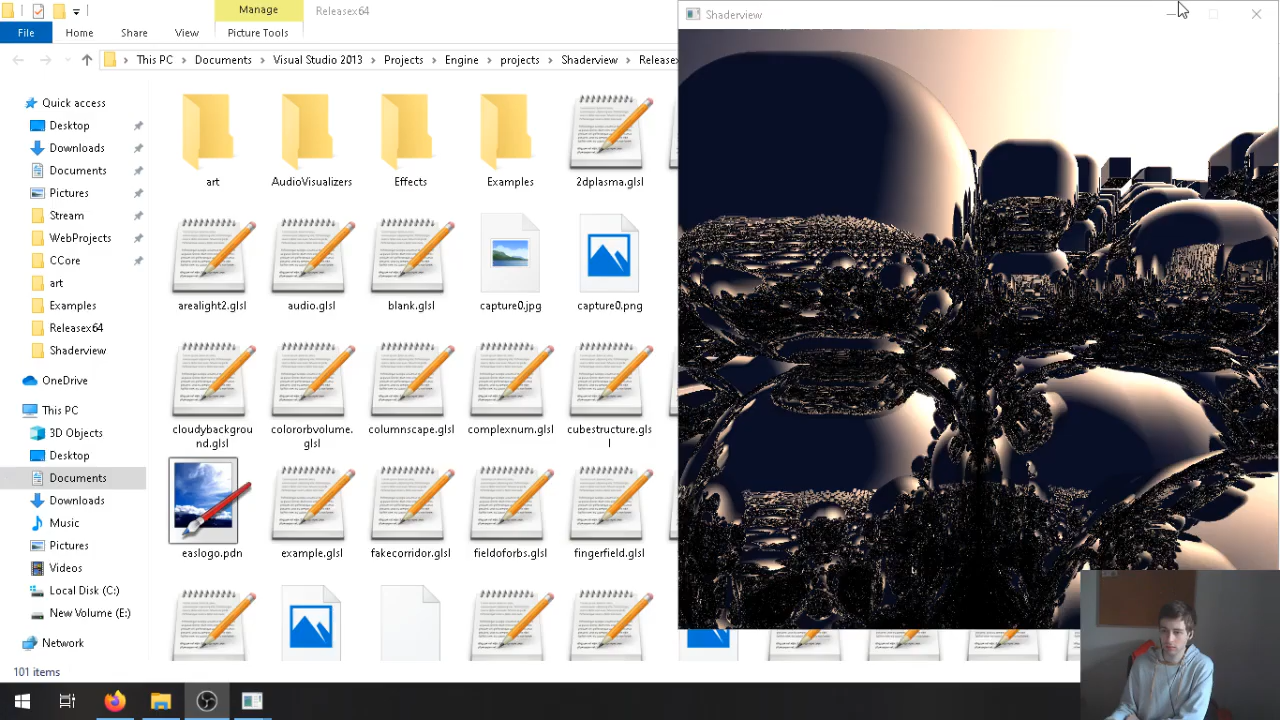 Manage
Releasex64
Shaderview
File
Home
Share
View
Picture Tools
This PC
Documents
Visual Studio 2013
Projects
Engine
projects
Shaderview
Quick access
Documents
Pictures
Stream
WebProjects
CCore
art
Examples
Releasex64
Shaderview
OneDrive
This PC
3D Objects
Desktop
Documents
Downloads
Music
Pictures
Videos
Local Disk (C:)
New Volume (E:)
Network
art
AudioVisualizers
Effects
Examples
2dplasma.glsl
arealight2.glsl
audio.glsl
blank.glsl
capture0.jpg
capture0.png
cloudybackgrou
nd.glsl
colororbvolume.
glsl
columnscape.glsl
complexnum.glsl
cubestructure.gls
l
easlogo.pdn
example.glsl
fakecorridor.glsl
fieldoforbs.glsl
fingerfield.glsl
101 items